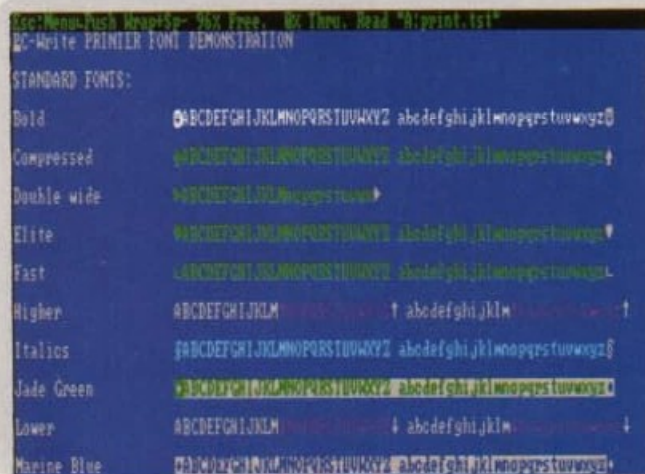 Esc:Menu↓Push Wrap+Sp- 96% Free. 0% Thru. Read "A:print.tst"
PC-Write PRINTER FONT DEMONSTRATION
STANDARD FONTS:
Bold ABCDEFGHIJKLMNOPQRSTUVWXYZ abcdefghijklmnopqrstuvwxyz
Compressed ABCDEFGHIJKLMNOPQRSTUVWXYZ abcdefghijklmnopqrstuvwxyz
Double wide ABCDEFGHIJKLMnopqrstuvwx
Elite ABCDEFGHIJKLMNOPQRSTUVWXYZ abcdefghijklmnopqrstuvwxyz
Fast ABCDEFGHIJKLMNOPQRSTUVWXYZ abcdefghijklmnopqrstuvwxyz
Higher ABCDEFGHIJKLM ↑ abcdefghijklm ↑
Italics ABCDEFGHIJKLMNOPQRSTUVWXYZ abcdefghijklmnopqrstuvwxyz
Jade Green ABCDEFGHIJKLMNOPQRSTUVWXYZ abcdefghijklmnopqrstuvwxyz
Lower ABCDEFGHIJKLM ↓ abcdefghijklm ↓
Marine Blue ABCDEFGHIJKLMNOPQRSTUVWXYZ abcdefghijklmnopqrstuvwxyz